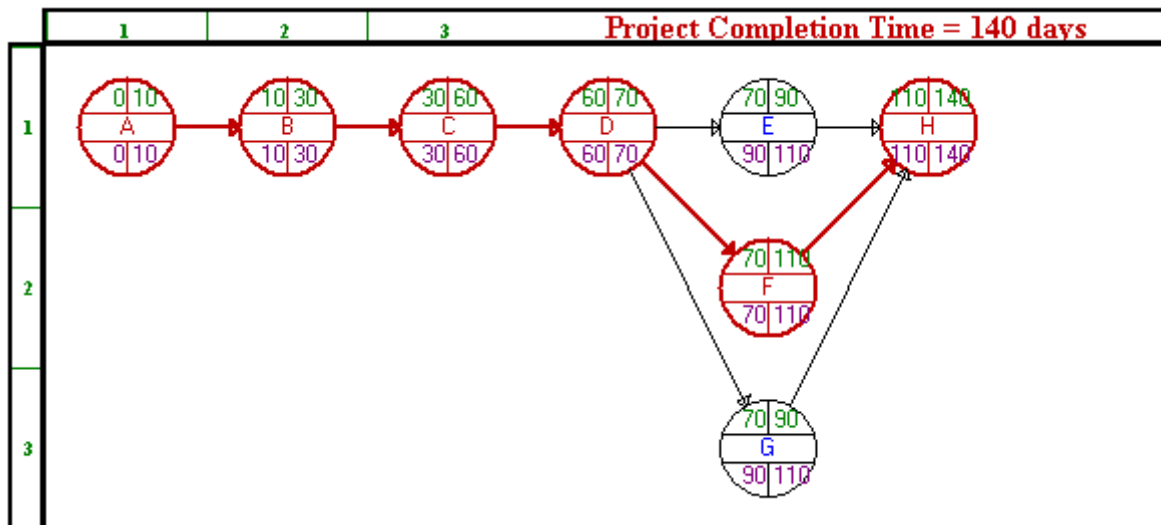 1 2 3 Project Completion Time = 140 days
0 10 10 30 30 60 60 70 70 90 110 140
1 A B C D E H
0 10 10 30 30 60 60 70 90 110 110 140
70 110
2 F
70 110
70 90
3 G
90 110